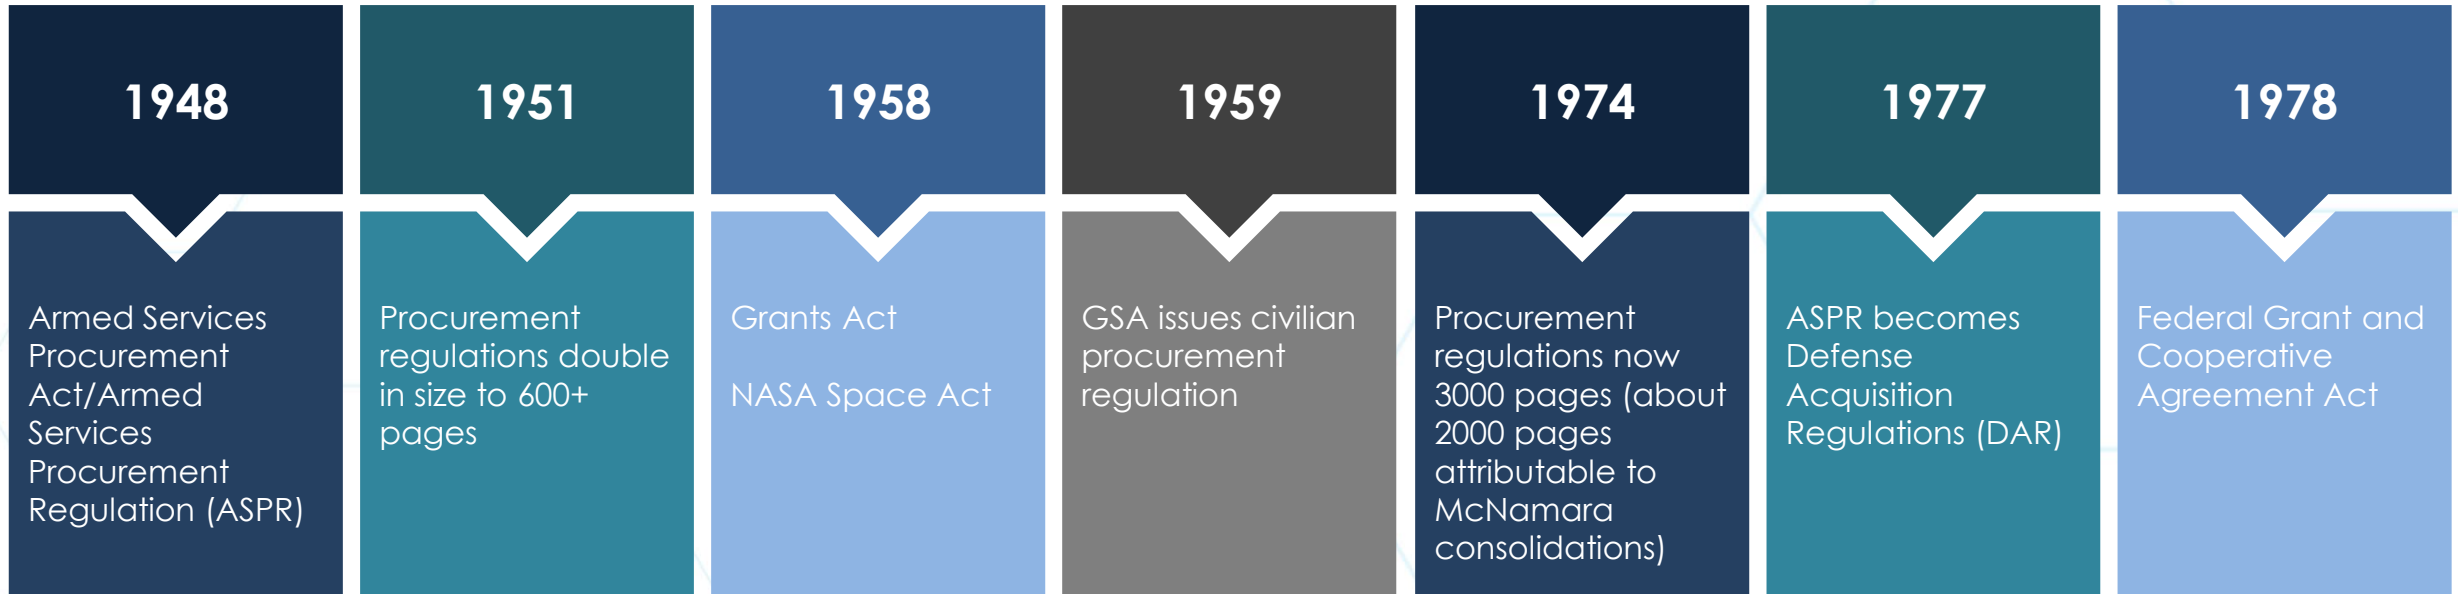 1948
Armed Services
Procurement
Act/Armed
Services
Procurement
Regulation (ASPR)
1951
Procurement
regulations double
in size to 600+
pages
1958
Grants Act
NASA Space Act
1959
GSA issues civilian
procurement
regulation
1974
Procurement
regulations now
3000 pages (about
2000 pages
attributable to
McNamara
consolidations)
1977
ASPR becomes
Defense
Acquisition
Regulations (DAR)
1978
Federal Grant and
Cooperative
Agreement Act